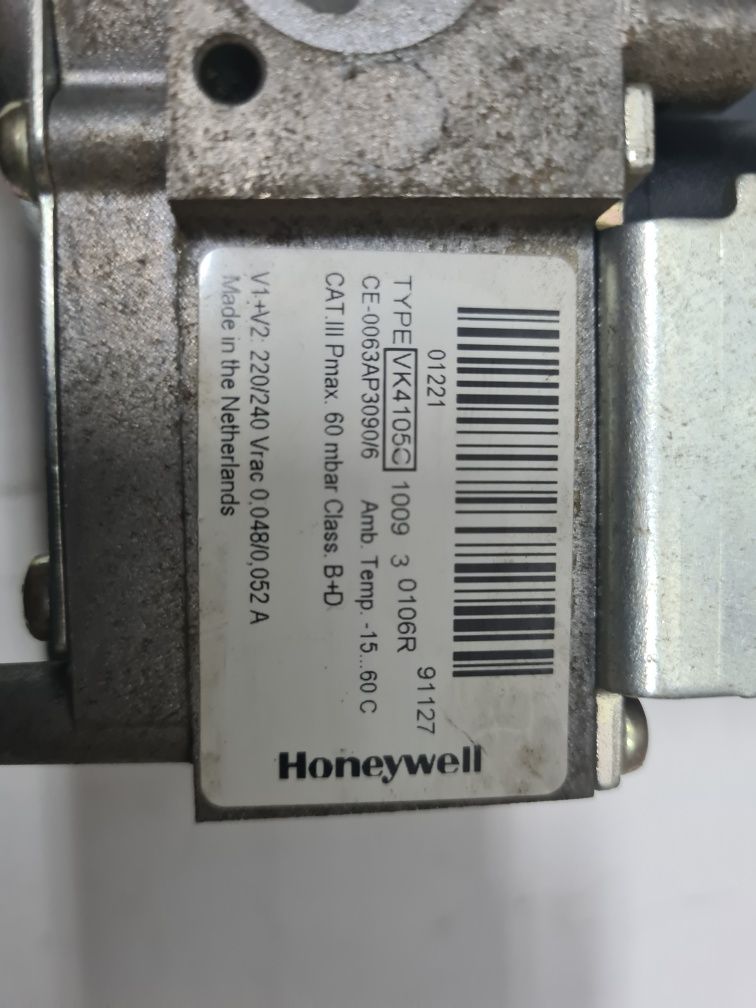 01221 91127
TYPE VK4105C 1009 3 0106R
CE-0063AP3090/6 Amb. Temp. -15...60 C
CAT.III Pmax. 60 mbar Class. B+D
V1+V2: 220/240 Vrac 0,048/0,052 A
Made in the Netherlands
Honeywell